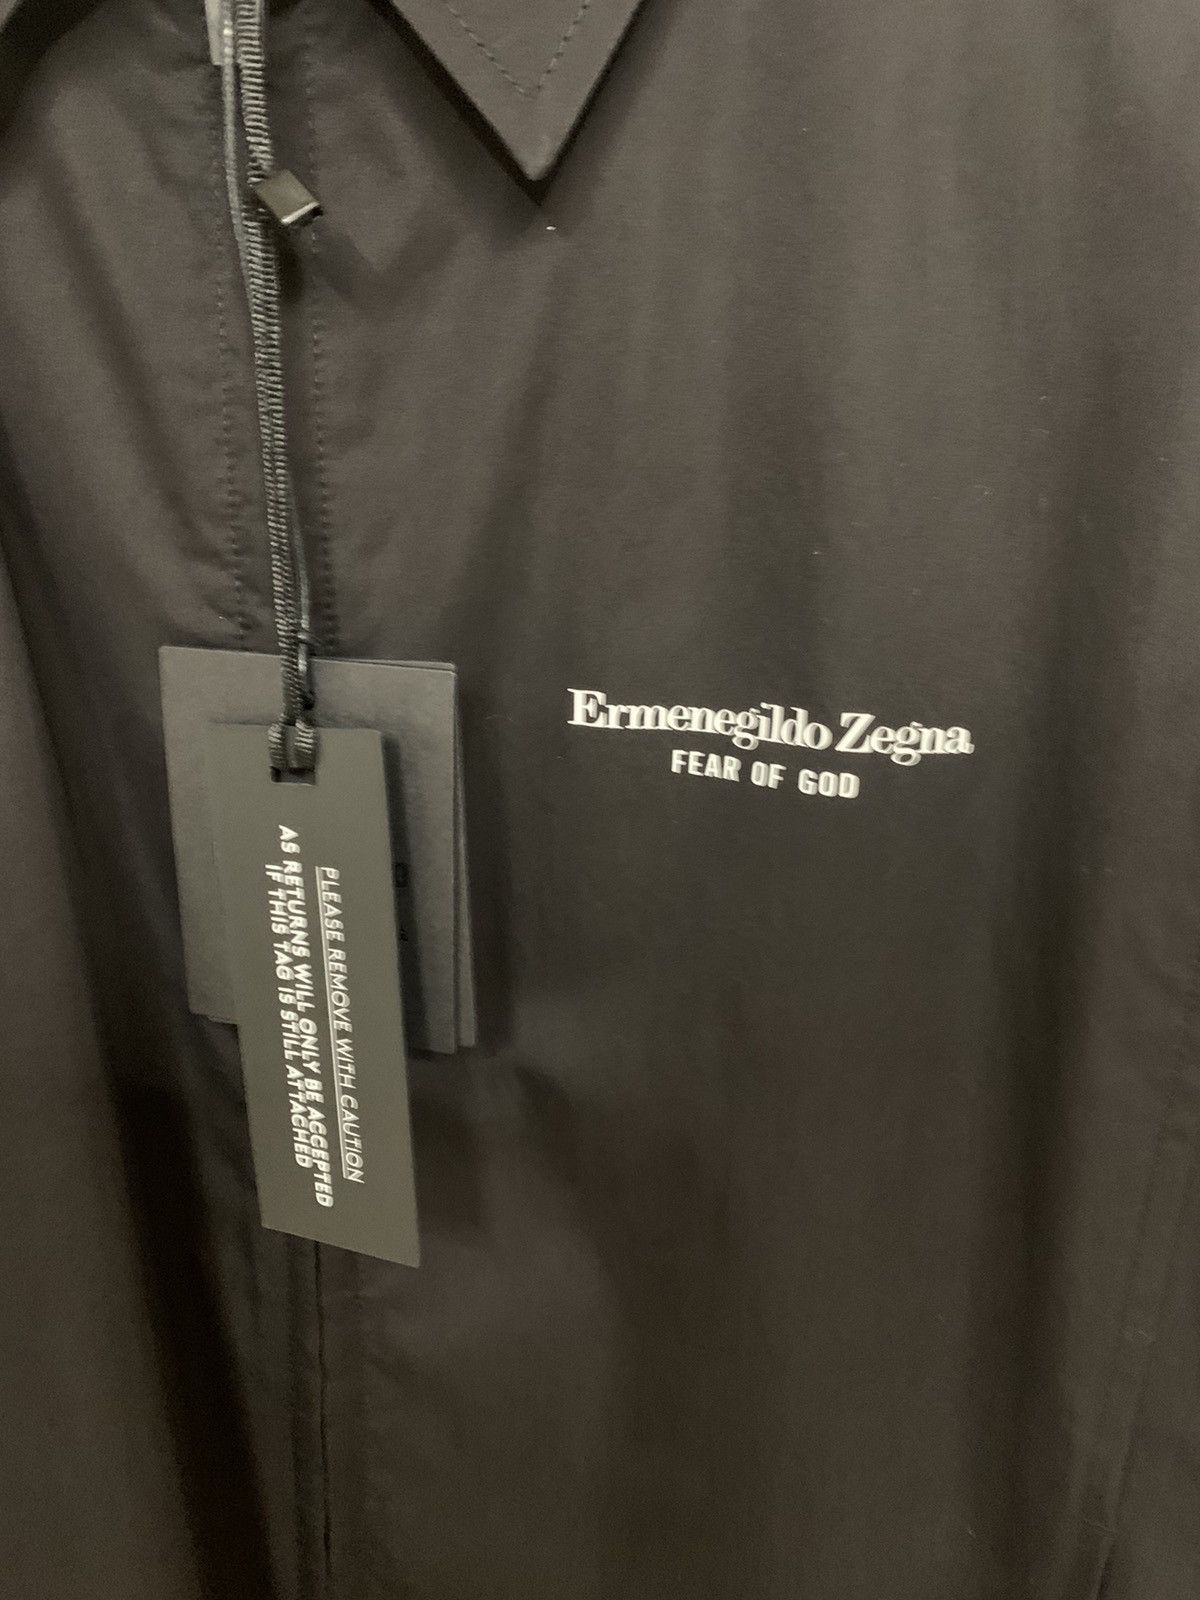 Ermenegildo Zegna
FEAR OF GOD
PLEASE REMOVE WITH CAUTION
AS RETURNS WILL ONLY BE ACCEPTED
IF THIS TAG IS STILL ATTACHED